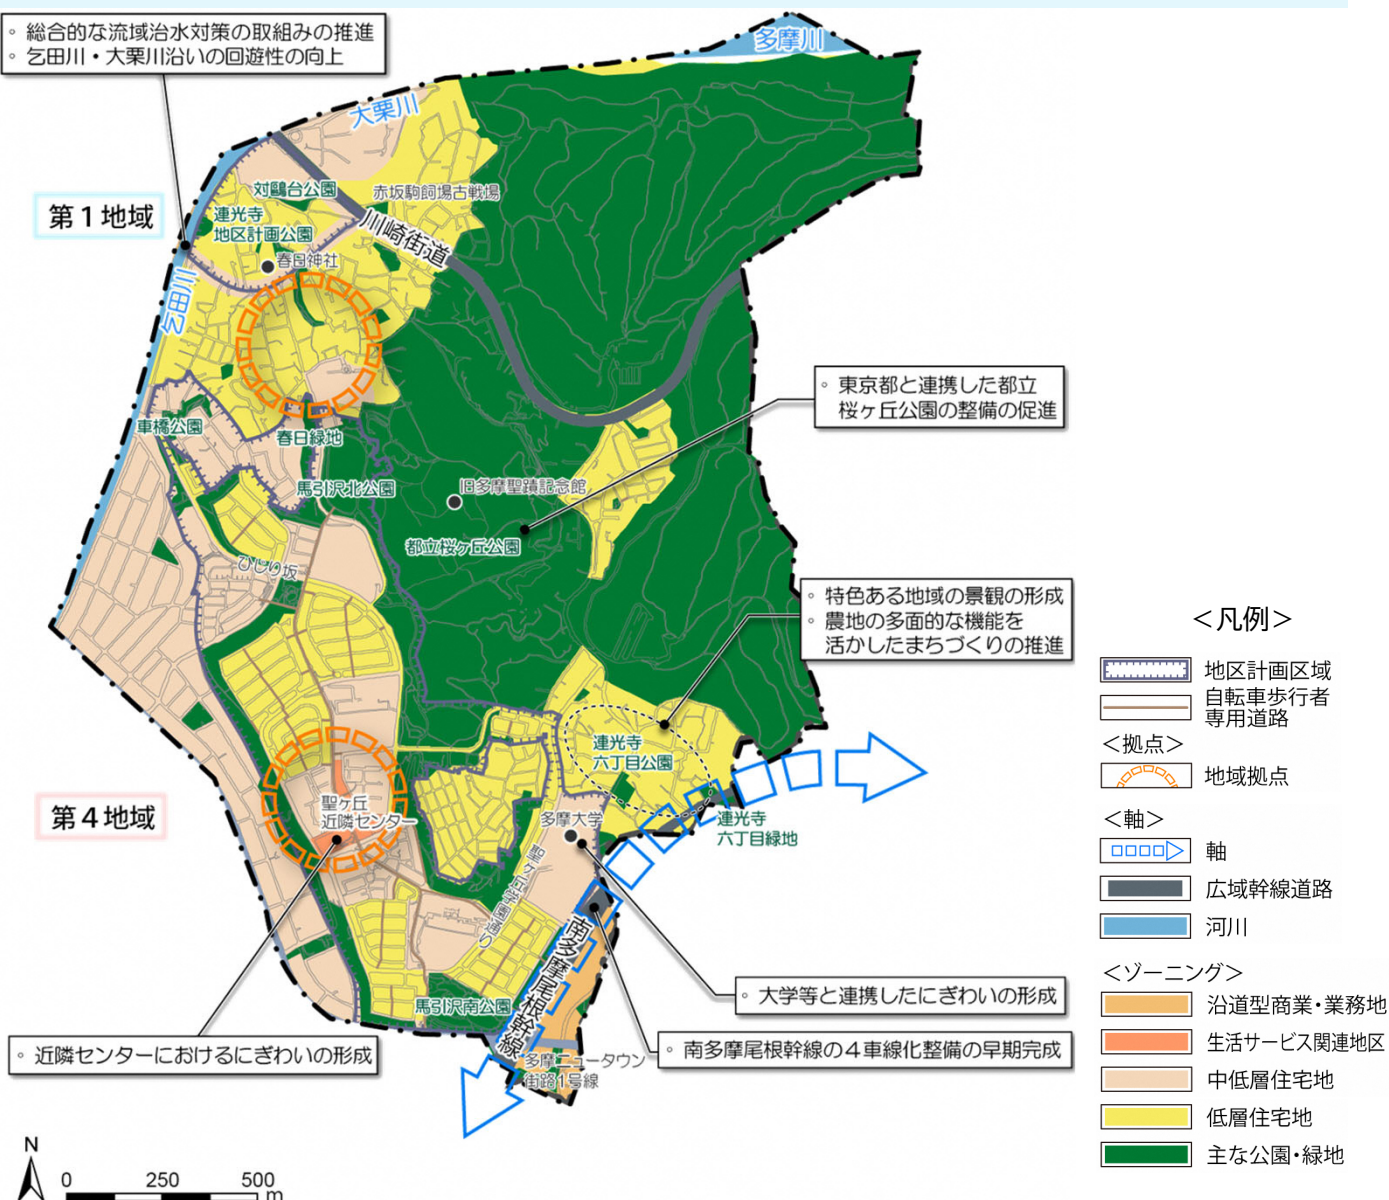 ◦ 総合的な流域治水対策の取組みの推進
◦ 乞田川・大栗川沿いの回遊性の向上
多摩川
大栗川
対鷗台公園
赤坂駒飼場古戦場
第1地域
連光寺
地区計画公園
川崎街道
春日神社
乞田川
◦ 東京都と連携した都立
桜ヶ丘公園の整備の促進
車橋公園
春日緑地
馬引沢北公園
旧多摩聖蹟記念館
都立桜ヶ丘公園
ひじり坂
◦ 特色ある地域の景観の形成
◦ 農地の多面的な機能を
活かしたまちづくりの推進
連光寺
六丁目公園
第4地域
聖ヶ丘
近隣センター
多摩大学
連光寺
六丁目緑地
聖ヶ丘学園通り
南多摩尾根幹線
馬引沢南公園
◦ 大学等と連携したにぎわいの形成
◦ 近隣センターにおけるにぎわいの形成
◦ 南多摩尾根幹線の4車線化整備の早期完成
多摩ニュータウン
街路1号線
N
0 250 500
m
＜凡例＞
地区計画区域
自転車歩行者
専用道路
＜拠点＞
地域拠点
＜軸＞
軸
広域幹線道路
河川
＜ゾーニング＞
沿道型商業・業務地
生活サービス関連地区
中低層住宅地
低層住宅地
主な公園・緑地